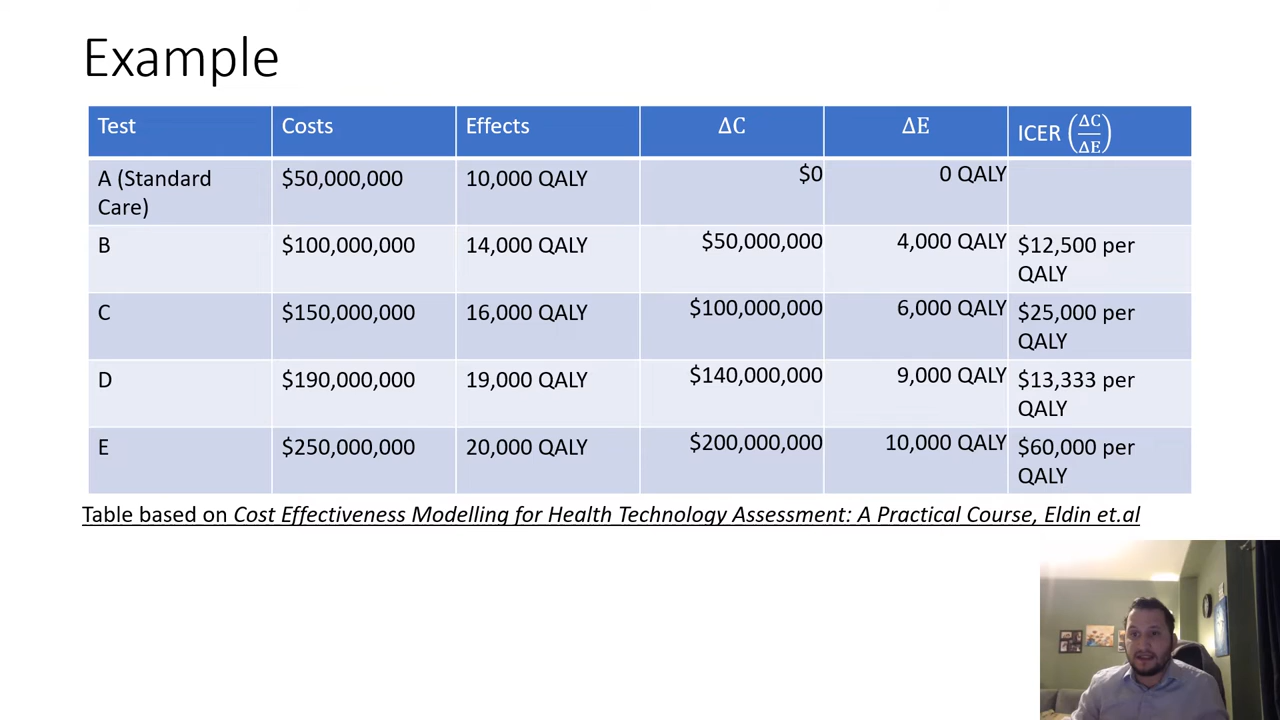 Example
Test Costs Effects ΔC ΔE ICER (ΔC/ΔE)
A (Standard Care) $50,000,000 10,000 QALY $0 0 QALY
B $100,000,000 14,000 QALY $50,000,000 4,000 QALY $12,500 per QALY
C $150,000,000 16,000 QALY $100,000,000 6,000 QALY $25,000 per QALY
D $190,000,000 19,000 QALY $140,000,000 9,000 QALY $13,333 per QALY
E $250,000,000 20,000 QALY $200,000,000 10,000 QALY $60,000 per QALY
Table based on Cost Effectiveness Modelling for Health Technology Assessment: A Practical Course, Eldin et.al